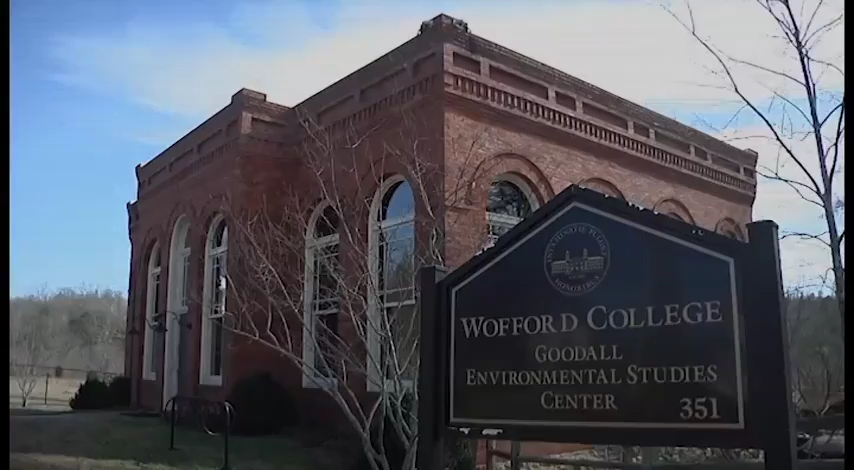 WOFFORD COLLEGE
GOODALL
ENVIRONMENTAL STUDIES
CENTER
351